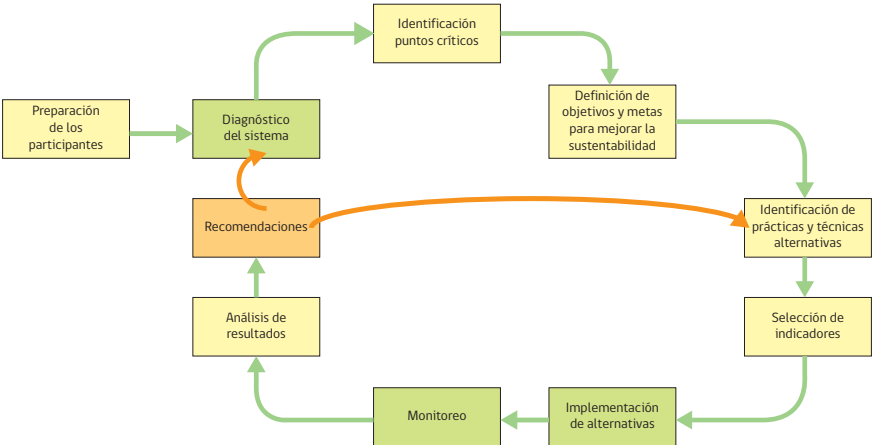 Preparación
de los
participantes
Diagnóstico
del sistema
Identificación
puntos críticos
Definición de
objetivos y metas
para mejorar la
sustentabilidad
Identificación de
prácticas y técnicas
alternativas
Selección de
indicadores
Implementación
de alternativas
Monitoreo
Análisis de
resultados
Recomendaciones